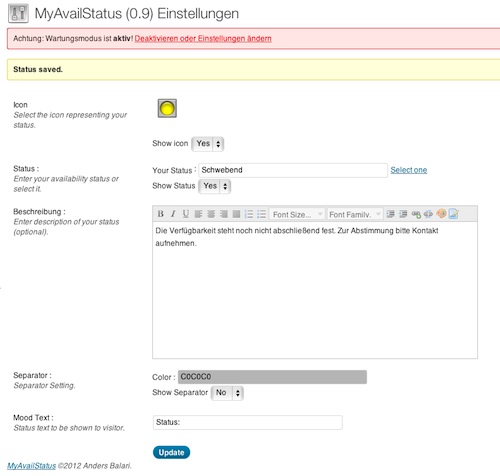 MyAvailStatus (0.9) Einstellungen
Achtung: Wartungsmodus ist aktiv! Deaktivieren oder Einstellungen ändern
Status saved.
Icon
Select the icon representing your
status.
Show icon Yes
Status :
Enter your availability status or
select it.
Your Status : Schwebend Select one
Show Status Yes
Beschreibung :
Enter description of your status
(optional).
B I U Font Size... Font Family.
Die Verfügbarkeit steht noch nicht abschließend fest. Zur Abstimmung bitte Kontakt
aufnehmen.
Separator :
Separator Setting.
Color : C0C0C0
Show Separator No
Mood Text :
Status text to be shown to visitor.
Status:
Update
MyAvailStatus ©2012 Anders Balari.